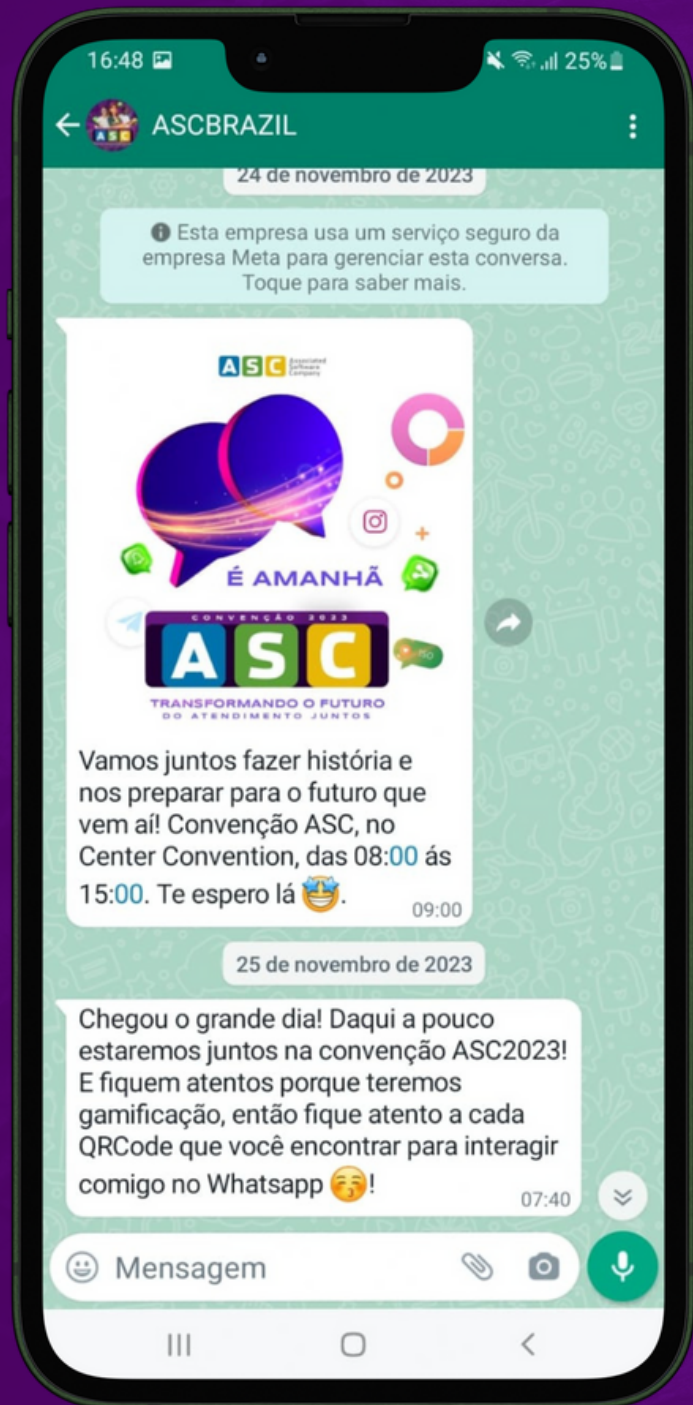 16:48
25%
ASCBRAZIL
24 de novembro de 2023
Esta empresa usa um serviço seguro da
empresa Meta para gerenciar esta conversa.
Toque para saber mais.
ASC Associated
Software
Company
É AMANHÃ
CONVENÇÃO 2023
ASC
TRANSFORMANDO O FUTURO
DO ATENDIMENTO JUNTOS
Vamos juntos fazer história e
nos preparar para o futuro que
vem aí! Convenção ASC, no
Center Convention, das 08:00 ás
15:00. Te espero lá 🤩.
09:00
25 de novembro de 2023
Chegou o grande dia! Daqui a pouco
estaremos juntos na convenção ASC2023!
E fiquem atentos porque teremos
gamificação, então fique atento a cada
QRCode que você encontrar para interagir
comigo no Whatsapp 😚!
07:40
Mensagem